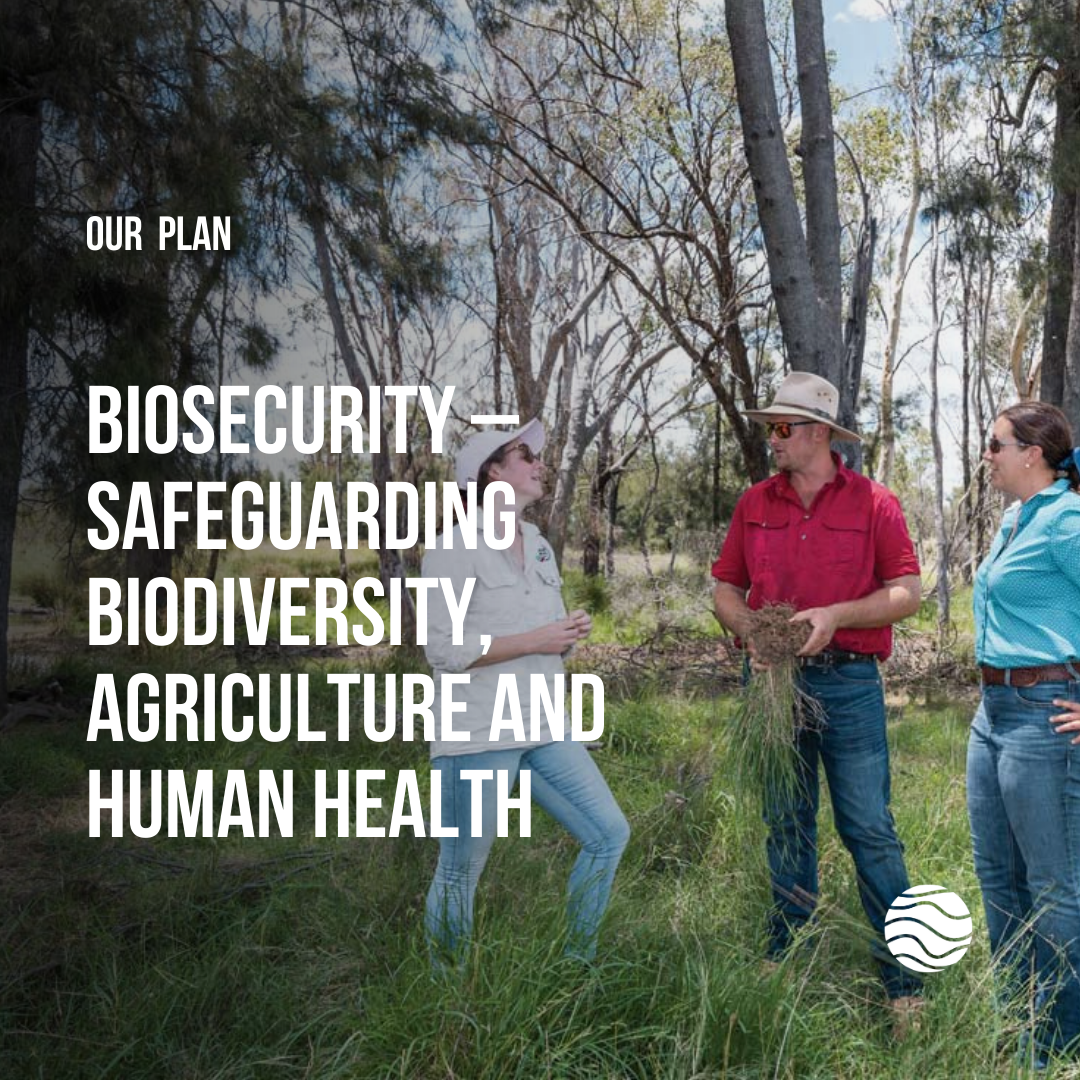 OUR PLAN
BIOSECURITY –
SAFEGUARDING
BIODIVERSITY,
AGRICULTURE AND
HUMAN HEALTH